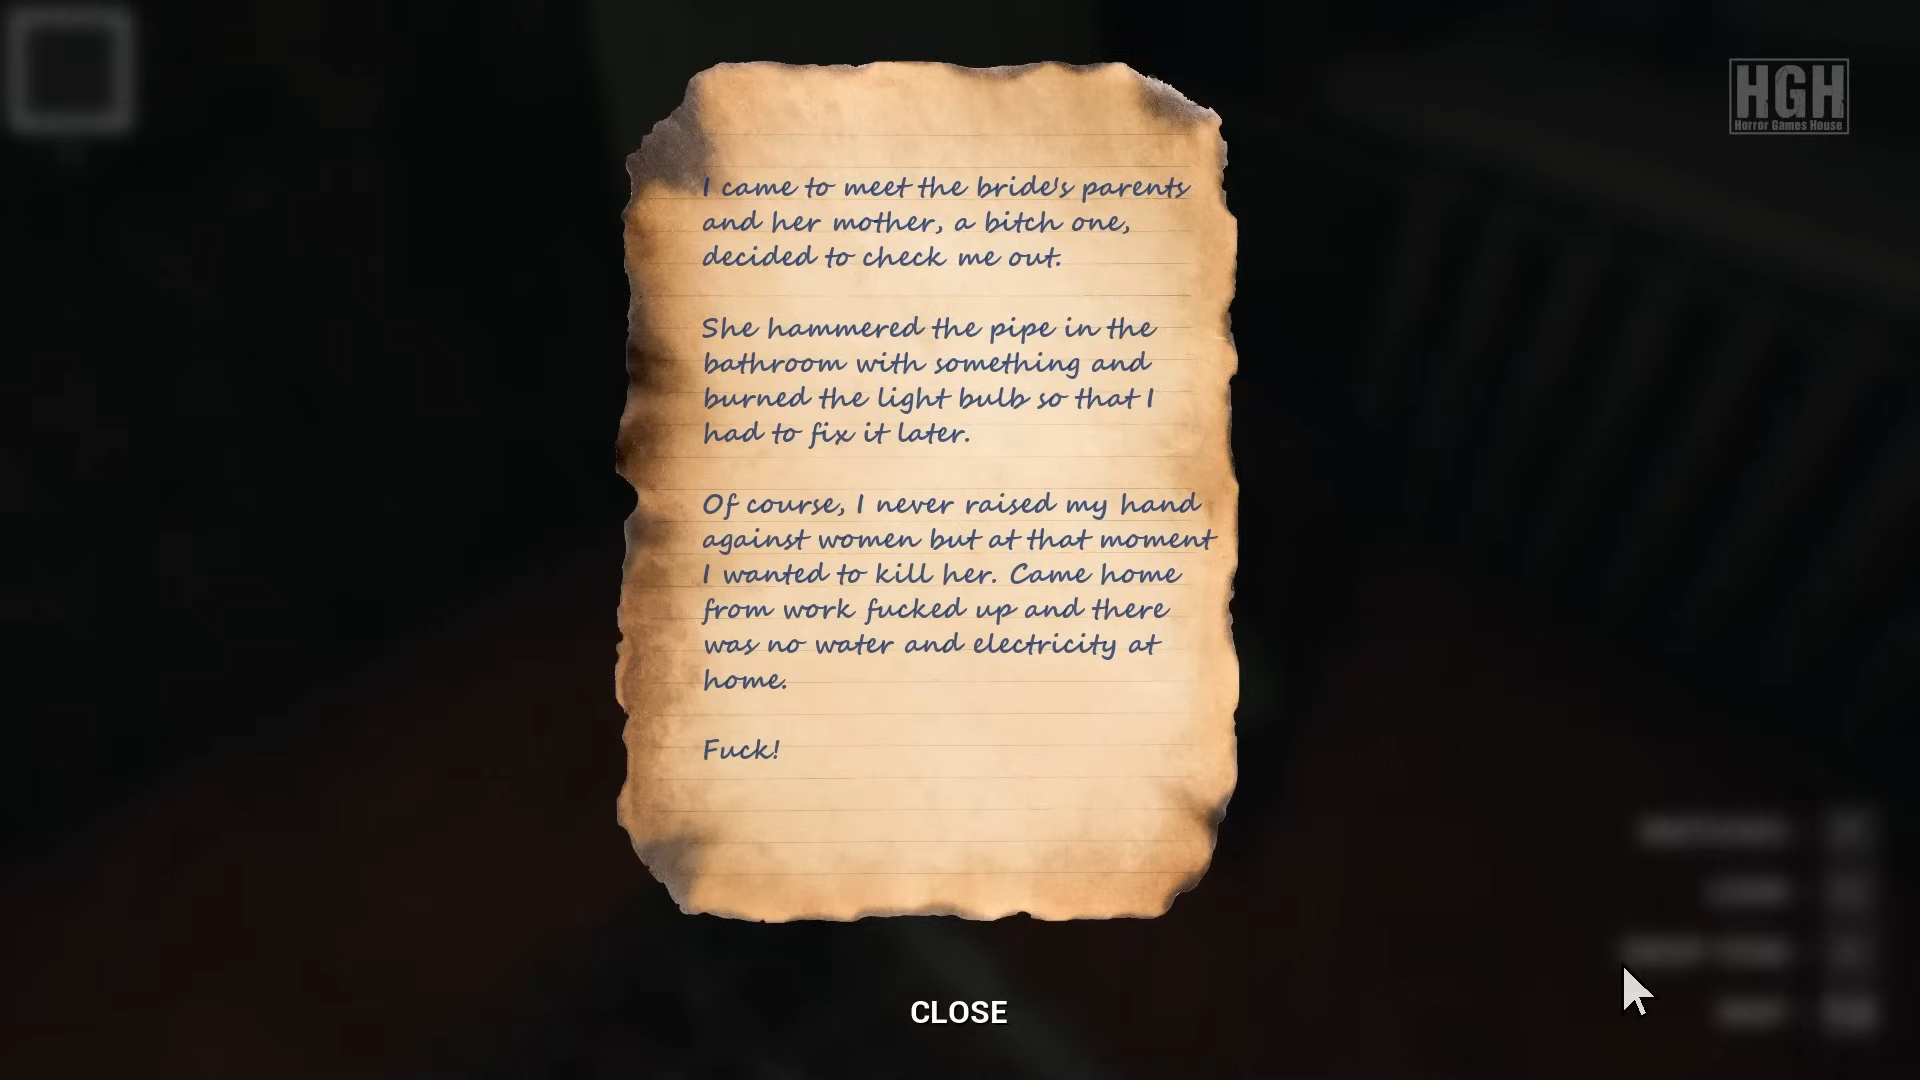 HGH
Horror Games House
I came to meet the bride's parents
and her mother, a bitch one,
decided to check me out.
She hammered the pipe in the
bathroom with something and
burned the light bulb so that I
had to fix it later.
Of course, I never raised my hand
against women but at that moment
I wanted to kill her. Came home
from work fucked up and there
was no water and electricity at
home.
Fuck!
CLOSE